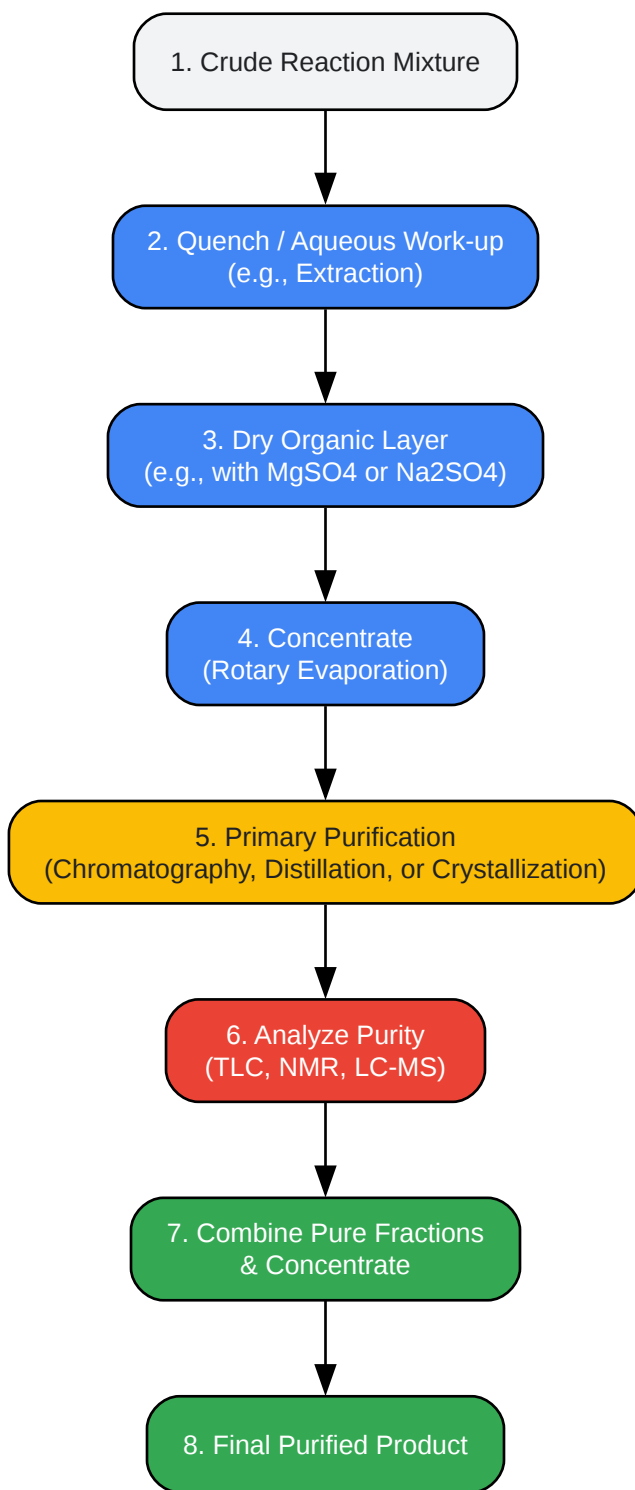 1. Crude Reaction Mixture
2. Quench / Aqueous Work-up
(e.g., Extraction)
3. Dry Organic Layer
(e.g., with MgSO4 or Na2SO4)
4. Concentrate
(Rotary Evaporation)
5. Primary Purification
(Chromatography, Distillation, or Crystallization)
6. Analyze Purity
(TLC, NMR, LC-MS)
7. Combine Pure Fractions
& Concentrate
8. Final Purified Product